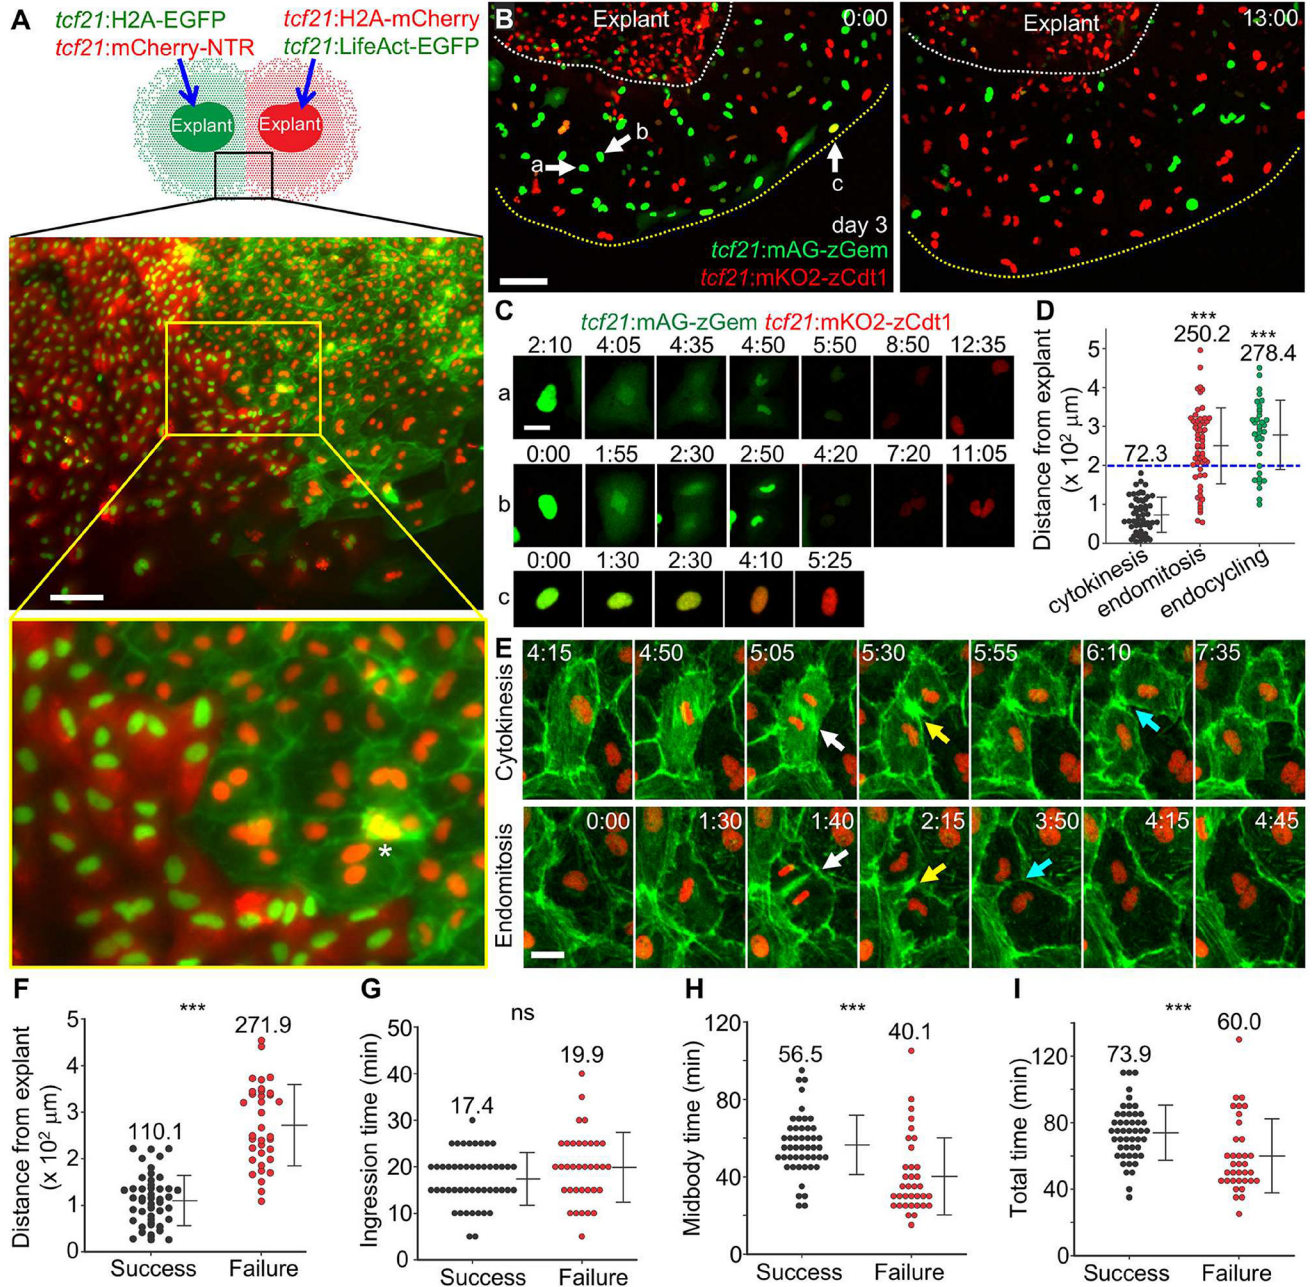 A
tcf21:H2A-EGFP
tcf21:H2A-mCherry
tcf21:mCherry-NTR
tcf21:LifeAct-EGFP
Explant
Explant
*
B
Explant
0:00
a
b
c
day 3
tcf21:mAG-zGem
tcf21:mKO2-zCdt1
Explant
13:00
C
tcf21:mAG-zGem tcf21:mKO2-zCdt1
2:10 4:05 4:35 4:50 5:50 8:50 12:35
a
0:00 1:55 2:30 2:50 4:20 7:20 11:05
b
0:00 1:30 2:30 4:10 5:25
c
D
Distance from explant
(x 10² µm)
5
4
3
2
1
0
72.3
***
250.2
***
278.4
cytokinesis
endomitosis
endocycling
E
Cytokinesis
4:15 4:50 5:05 5:30 5:55 6:10 7:35
Endomitosis
0:00 1:30 1:40 2:15 3:50 4:15 4:45
F
Distance from explant
(x 10² µm)
5
4
3
2
1
0
***
110.1
271.9
Success Failure
G
Ingression time (min)
50
40
30
20
10
0
ns
17.4
19.9
Success Failure
H
Midbody time (min)
120
80
40
0
***
56.5
40.1
Success Failure
I
Total time (min)
120
80
40
0
***
73.9
60.0
Success Failure